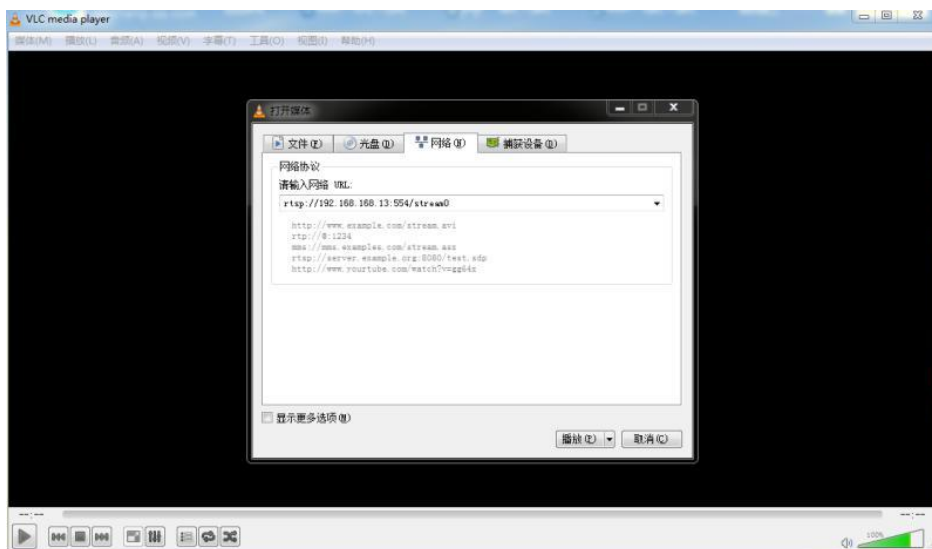 VLC media player
媒体(M) 播放(L) 音频(A) 视频(V) 字幕(T) 工具(O) 视图(I) 帮助(H)
打开媒体
文件(F) 光盘(D) 网络(N) 捕获设备(D)
网络协议
请输入网络 URL:
rtsp://192.168.168.13:554/stream0
http://www.example.com/stream.avi
rtp://@:1234
mms://mms.examples.com/stream.asx
rtsp://server.example.org:8080/test.sdp
http://www.yourtube.com/watch?v=gg64x
显示更多选项(M)
播放(P) 取消(C)
--:-- --:--
100%